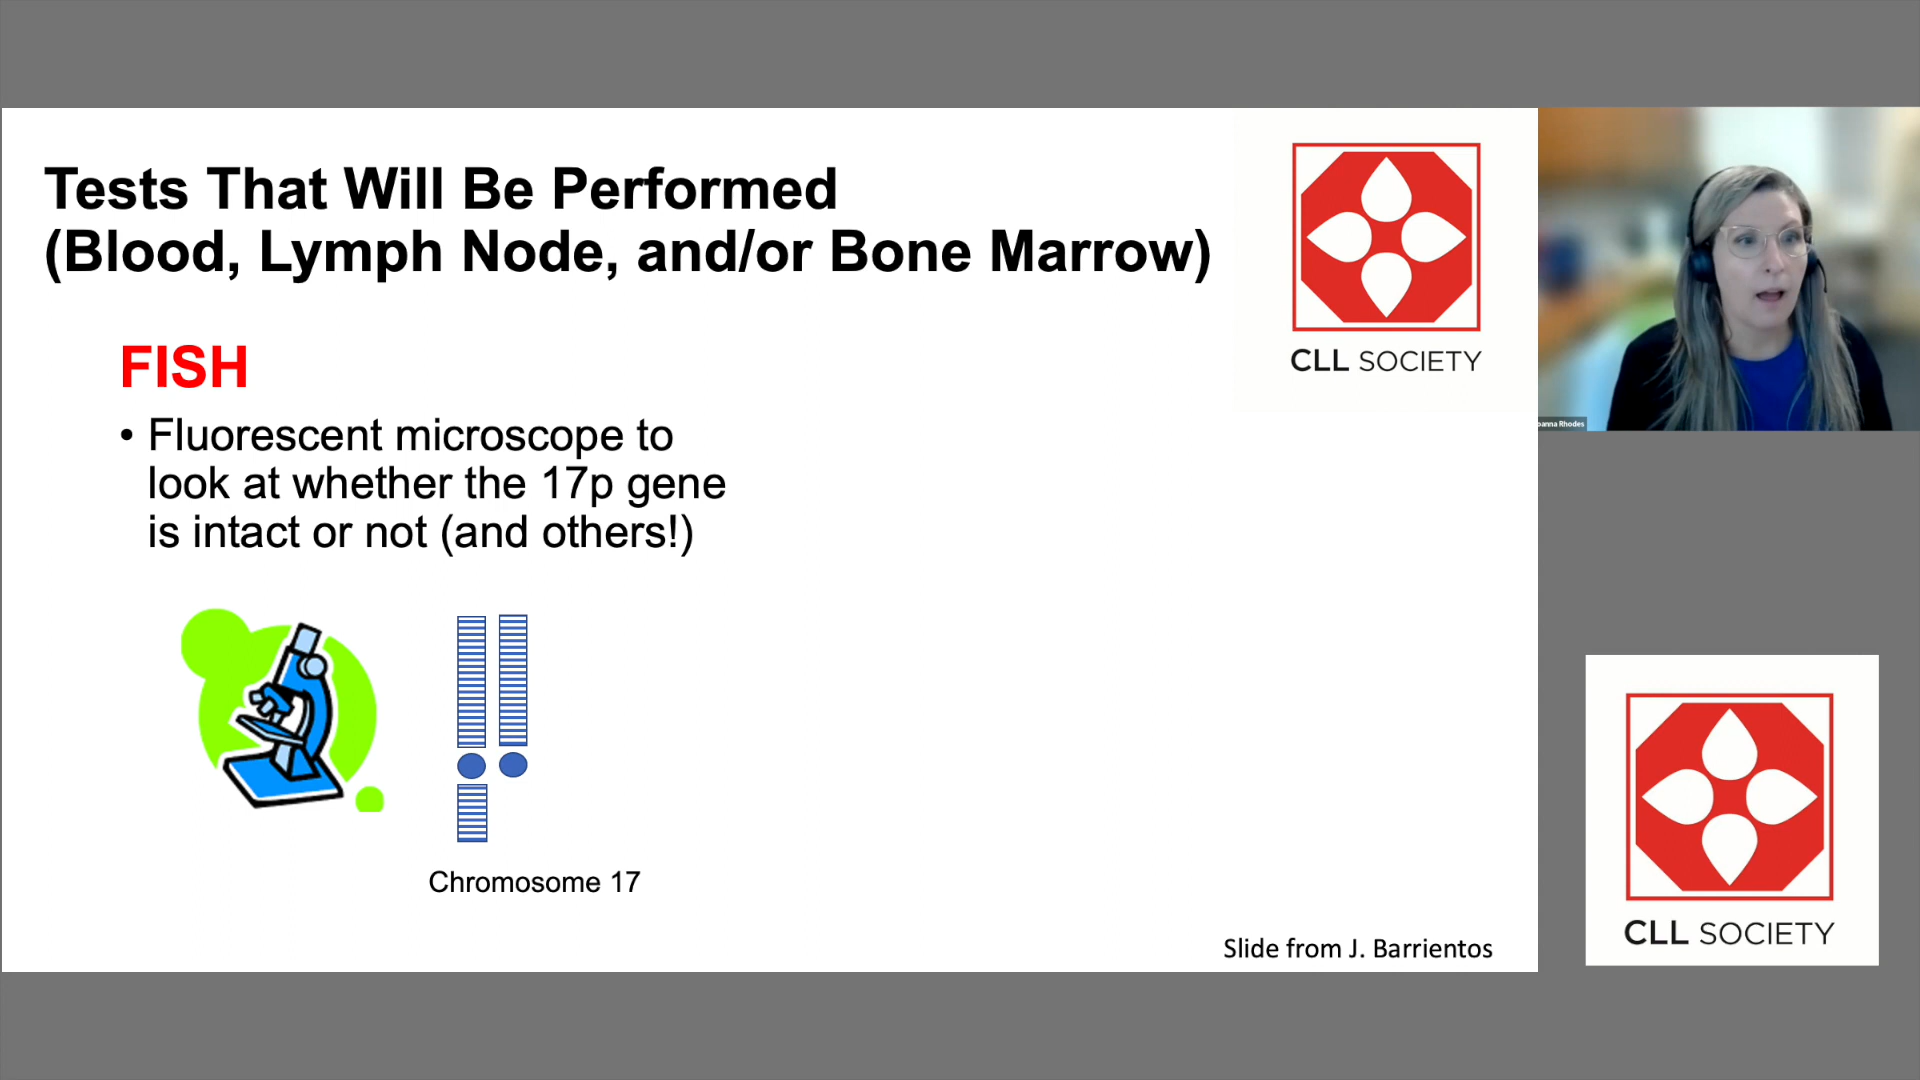 Tests That Will Be Performed
(Blood, Lymph Node, and/or Bone Marrow)
FISH
• Fluorescent microscope to
look at whether the 17p gene
is intact or not (and others!)
Chromosome 17
Slide from J. Barrientos
CLL SOCIETY
Rhodes
CLL SOCIETY